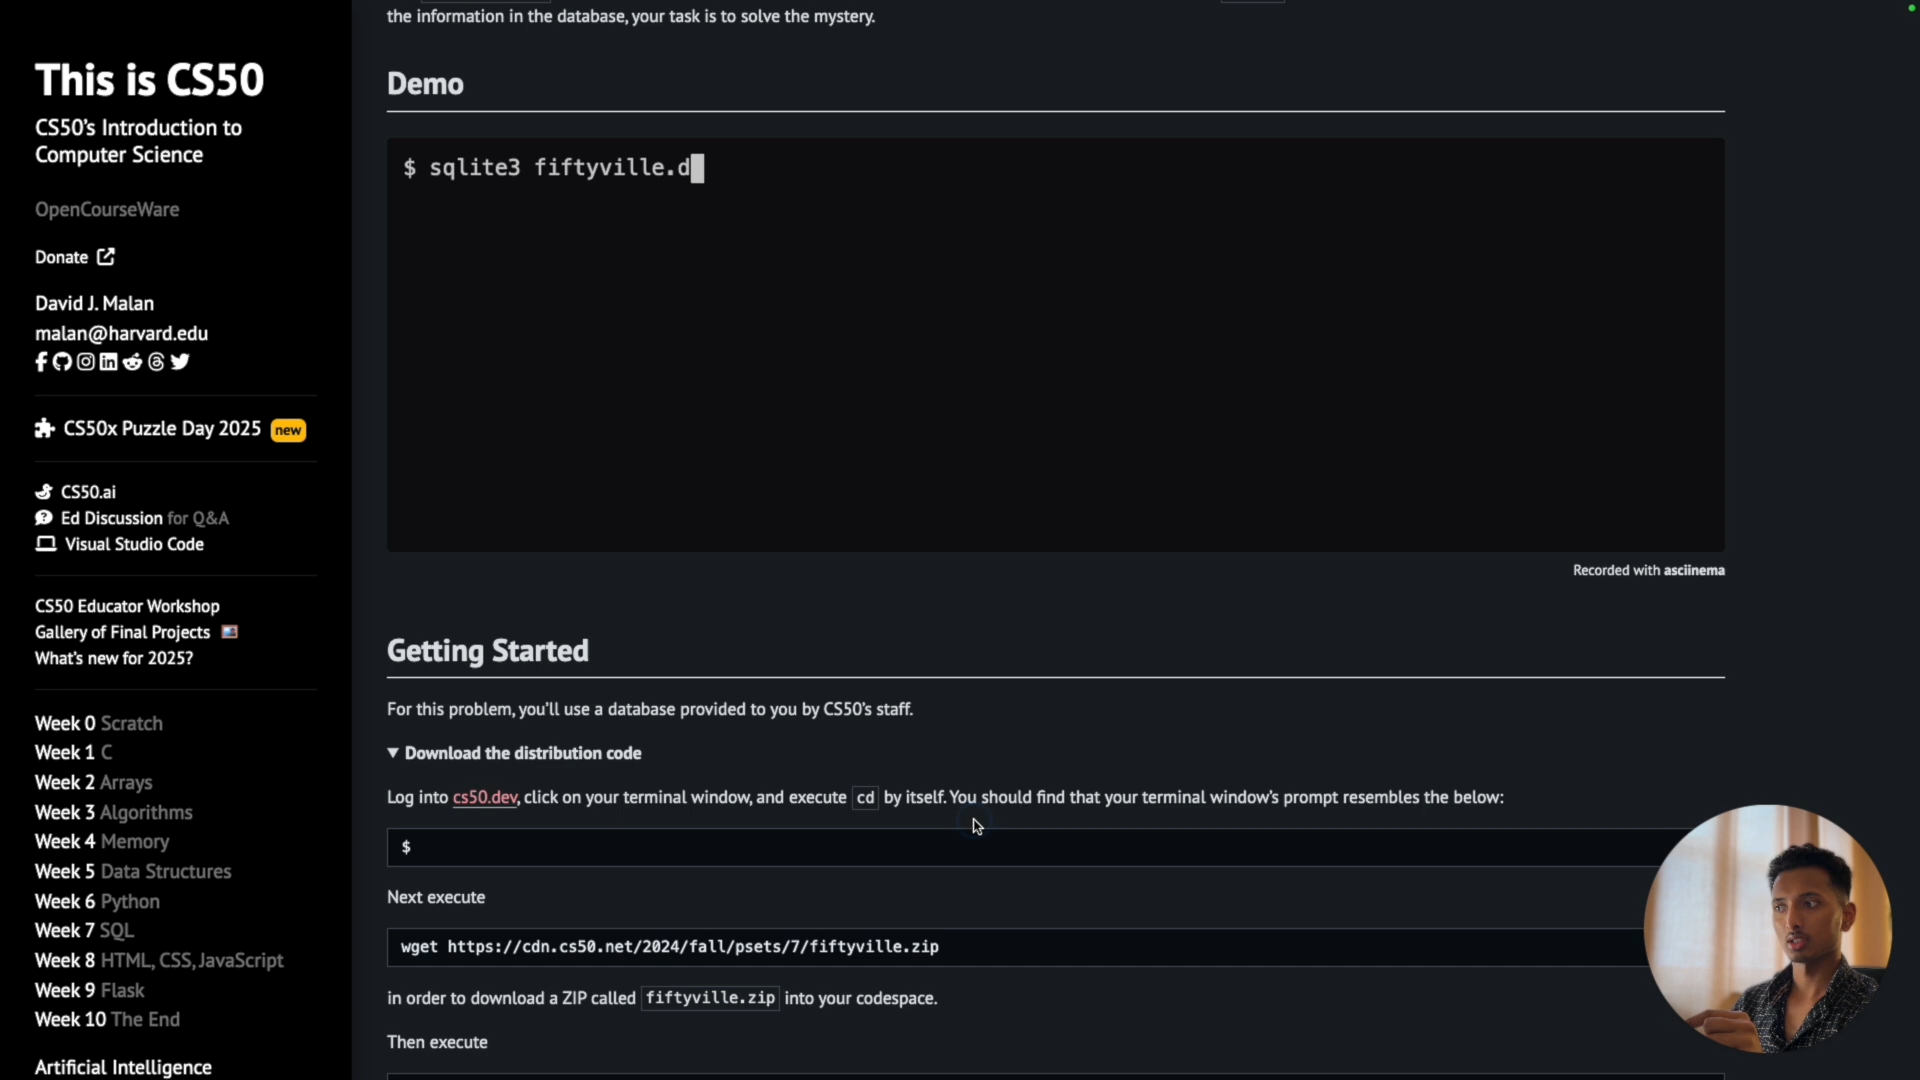 This is CS50
CS50's Introduction to
Computer Science
OpenCourseWare
Donate
David J. Malan
malan@harvard.edu
CS50x Puzzle Day 2025 new
CS50.ai
Ed Discussion for Q&A
Visual Studio Code
CS50 Educator Workshop
Gallery of Final Projects
What's new for 2025?
Week 0 Scratch
Week 1 C
Week 2 Arrays
Week 3 Algorithms
Week 4 Memory
Week 5 Data Structures
Week 6 Python
Week 7 SQL
Week 8 HTML, CSS, JavaScript
Week 9 Flask
Week 10 The End
Artificial Intelligence
the information in the database, your task is to solve the mystery.
Demo
$ sqlite3 fiftyville.d
Recorded with asciinema
Getting Started
For this problem, you'll use a database provided to you by CS50's staff.
▼ Download the distribution code
Log into cs50.dev, click on your terminal window, and execute cd by itself. You should find that your terminal window's prompt resembles the below:
$
Next execute
wget https://cdn.cs50.net/2024/fall/psets/7/fiftyville.zip
in order to download a ZIP called fiftyville.zip into your codespace.
Then execute